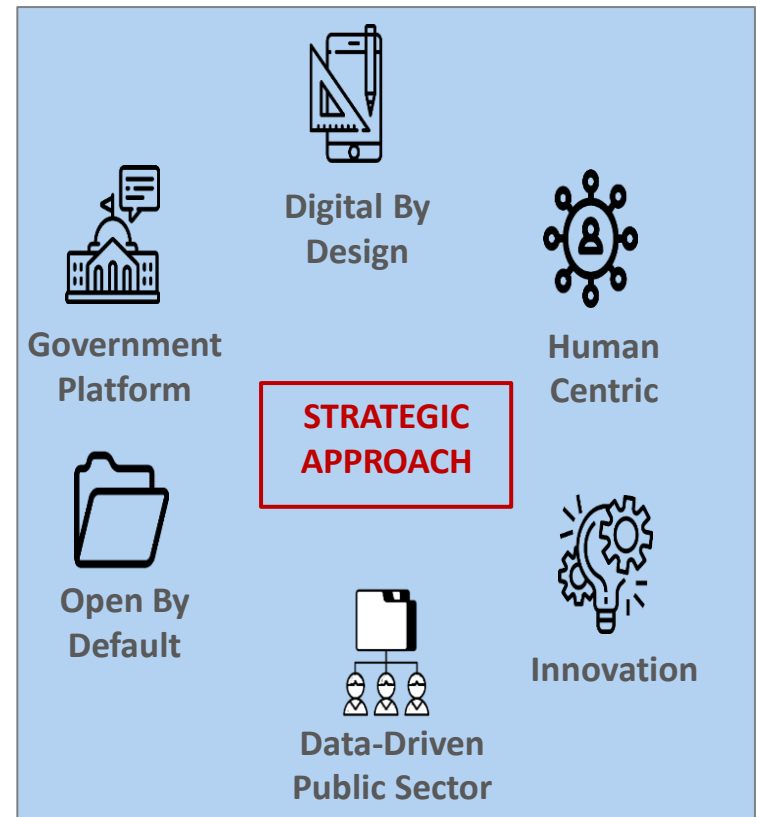 Digital By
Design
Government
Platform
Human
Centric
STRATEGIC
APPROACH
Open By
Default
Innovation
Data-Driven
Public Sector